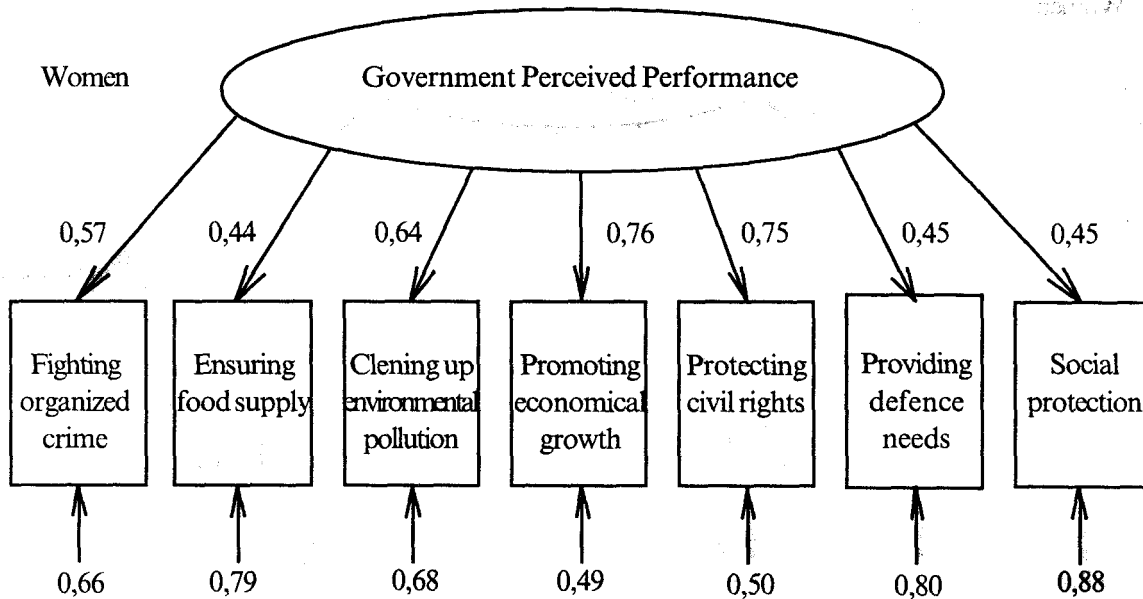 Women
Government Perceived Performance
0,57
0,44
0,64
0,76
0,75
0,45
0,45
Fighting
organized
crime
Ensuring
food supply
Clening up
environmental
pollution
Promoting
economical
growth
Protecting
civil rights
Providing
defence
needs
Social
protection
0,66
0,79
0,68
0,49
0,50
0,80
0,88